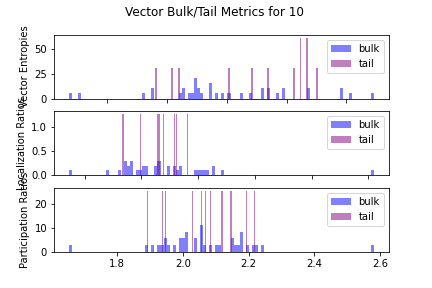 Vector Bulk/Tail Metrics for 10
Vector Entropies
50
25
0
bulk
tail
Localization Ratios
1.0
0.5
0.0
bulk
tail
Participation Ratios
20
10
0
bulk
tail
1.8 2.0 2.2 2.4 2.6